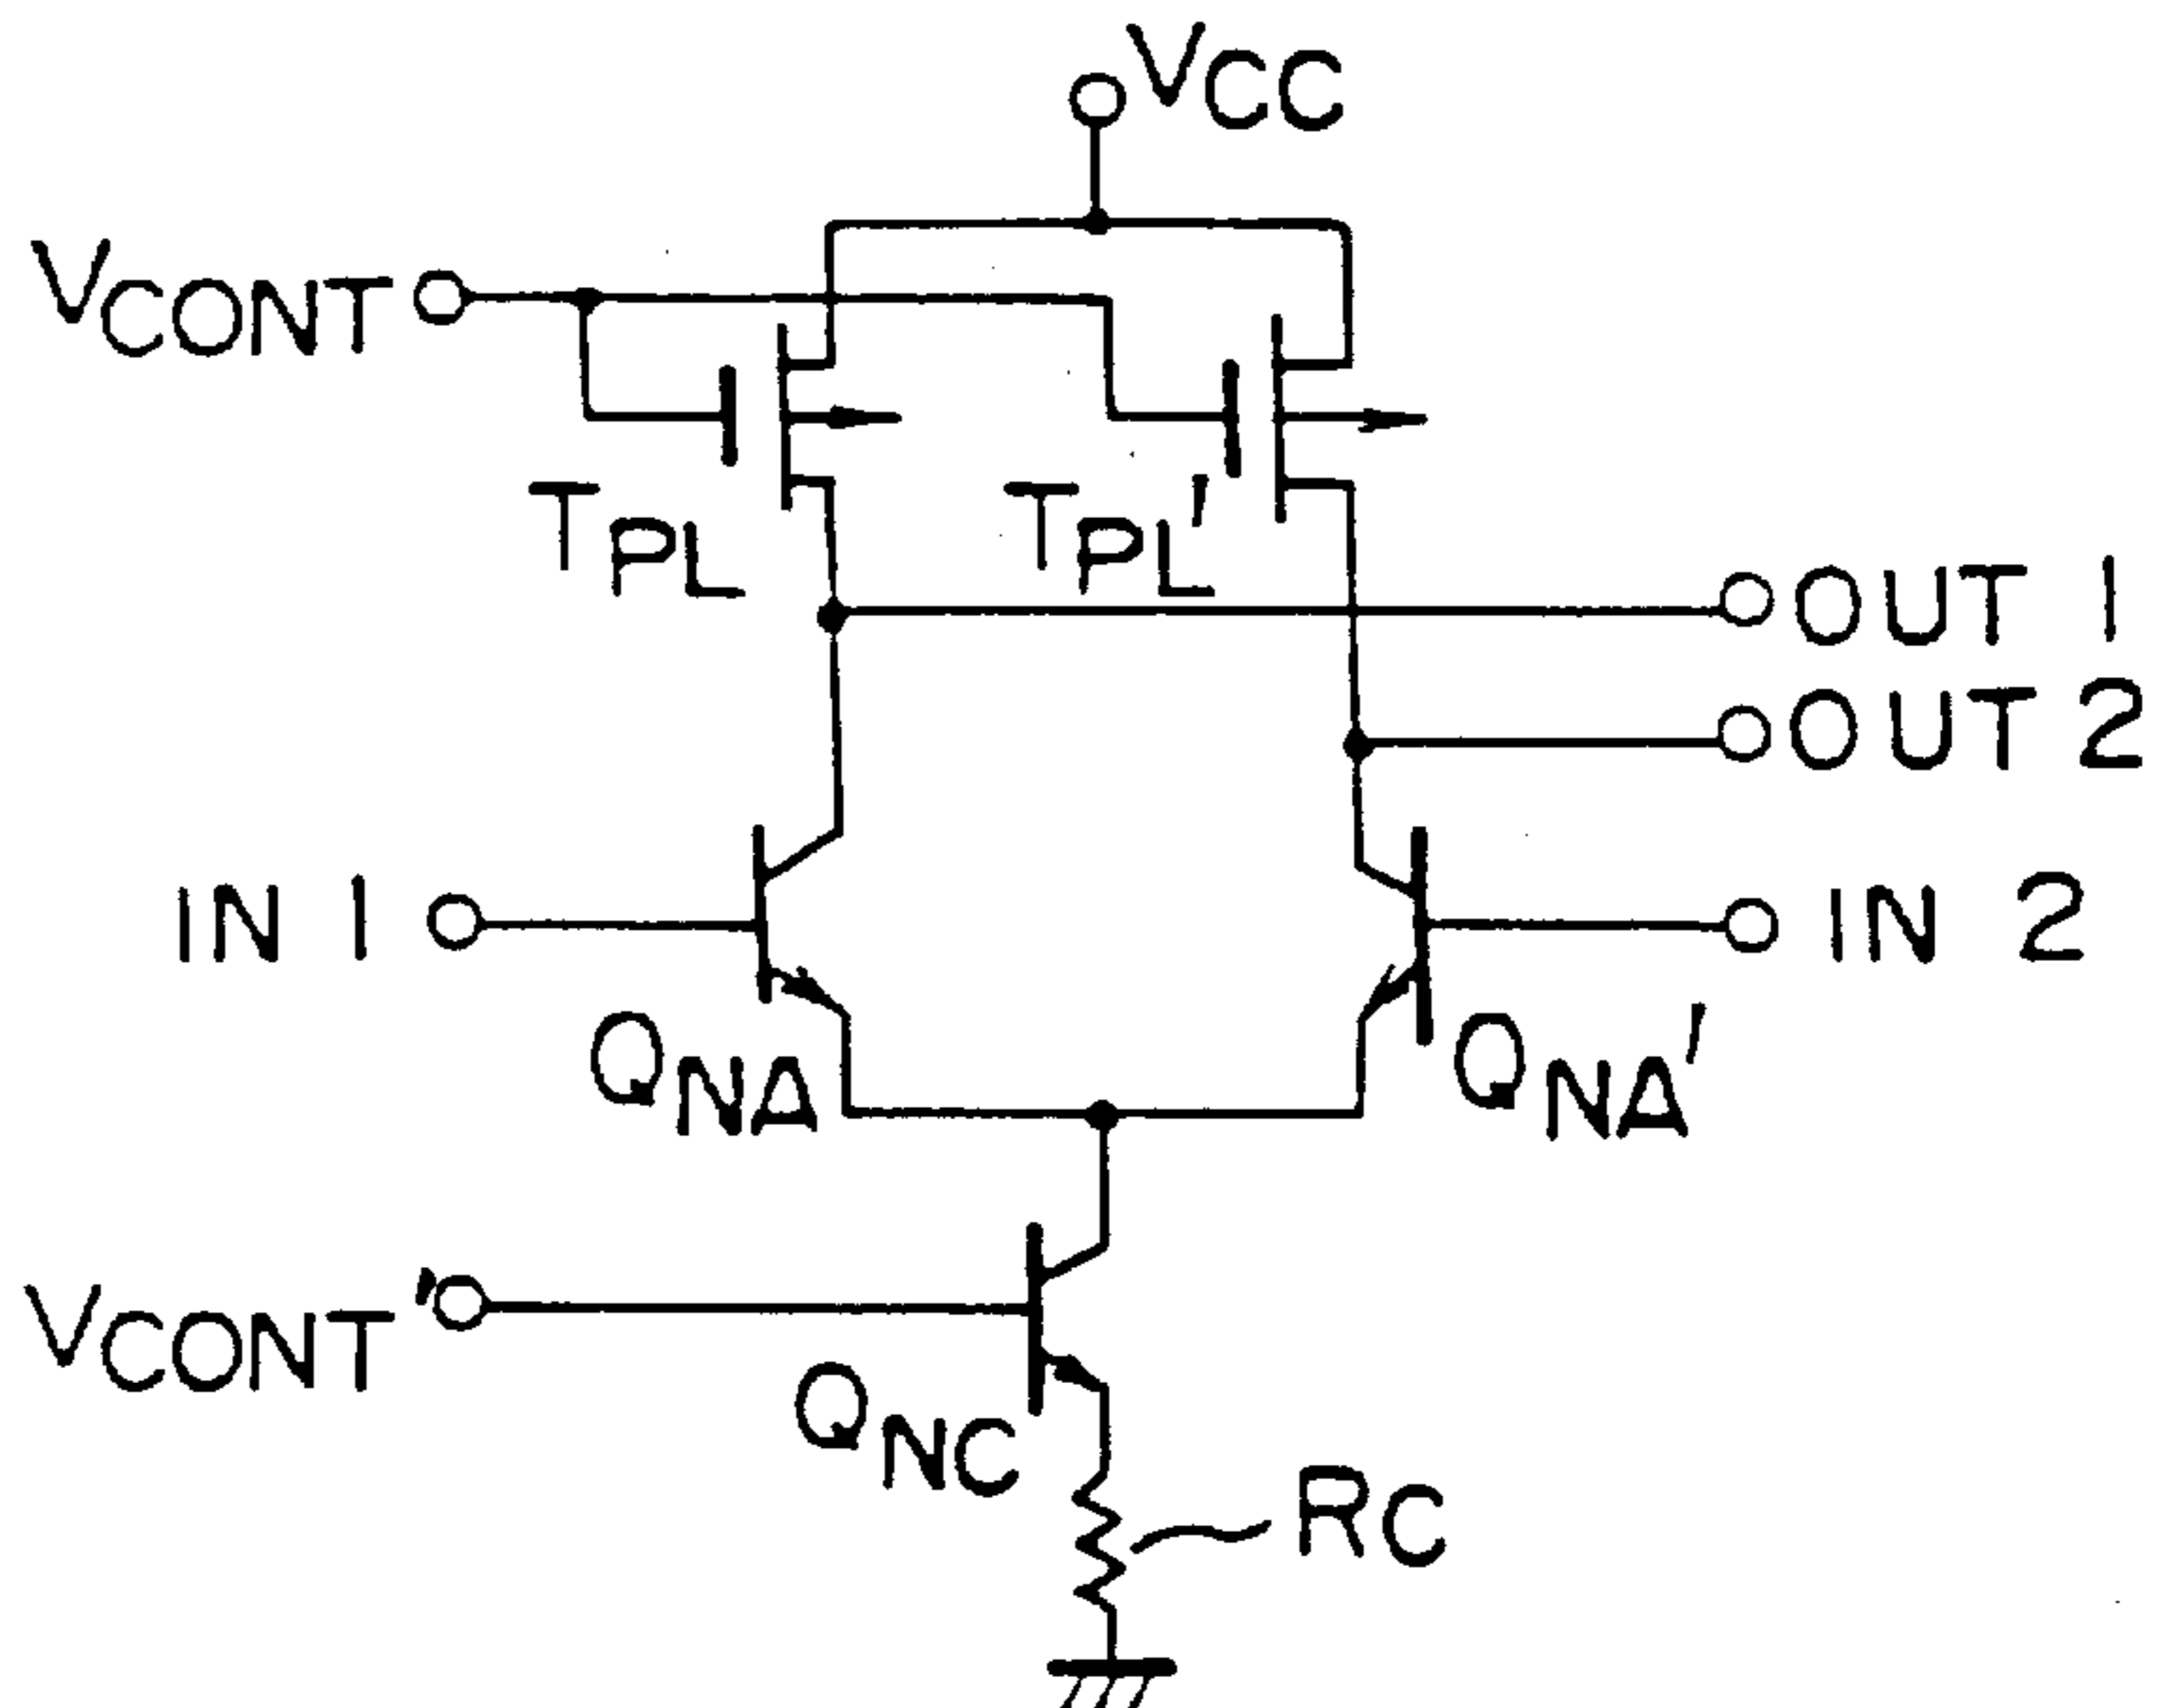 VCC
VCONT
TPL
TPL'
OUT 1
OUT 2
IN 1
IN 2
QNA
QNA'
VCONT'
QNC
RC